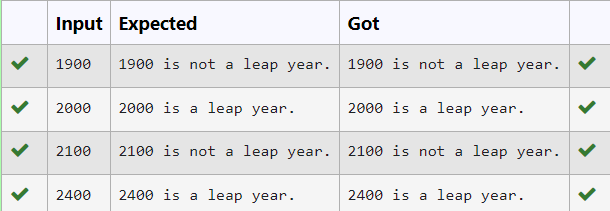 Input Expected Got
1900 1900 is not a leap year. 1900 is not a leap year.
2000 2000 is a leap year. 2000 is a leap year.
2100 2100 is not a leap year. 2100 is not a leap year.
2400 2400 is a leap year. 2400 is a leap year.